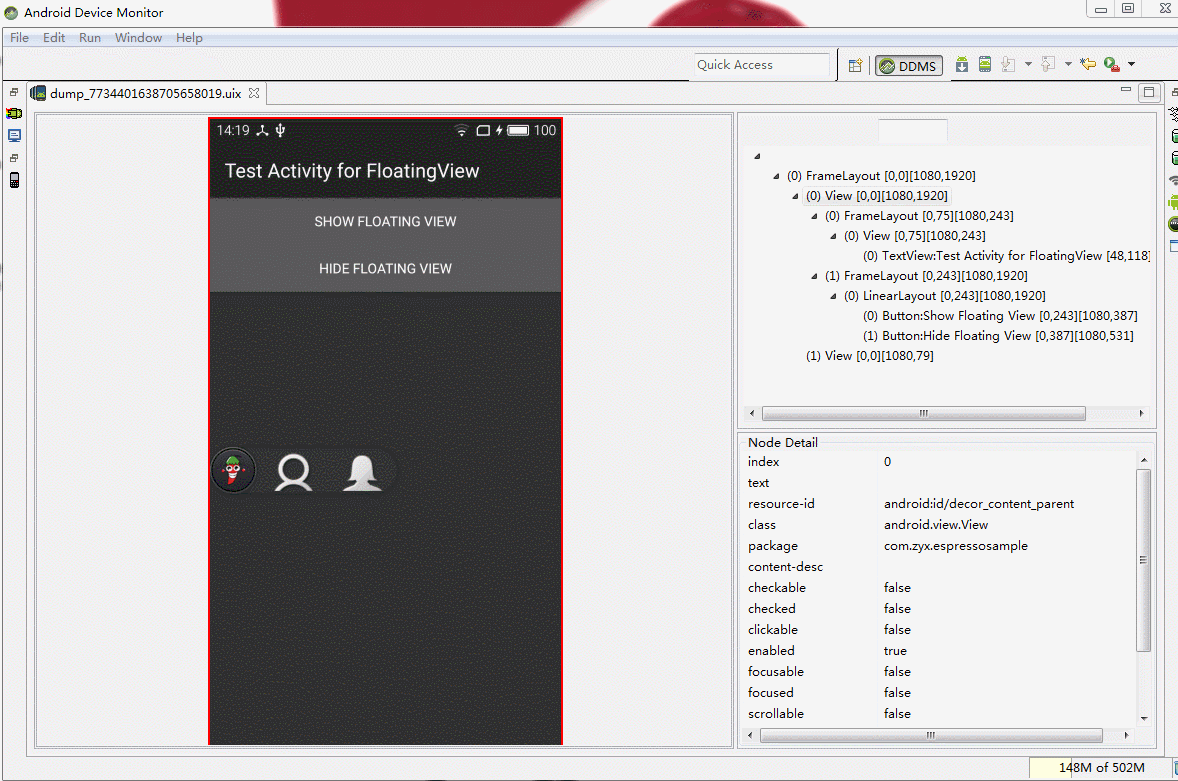 Android Device Monitor
File Edit Run Window Help
Quick Access
DDMS
dump_7734401638705658019.uix
14:19 100
Test Activity for FloatingView
SHOW FLOATING VIEW
HIDE FLOATING VIEW
(0) FrameLayout [0,0][1080,1920]
(0) View [0,0][1080,1920]
(0) FrameLayout [0,75][1080,243]
(0) View [0,75][1080,243]
(0) TextView:Test Activity for FloatingView [48,118]
(1) FrameLayout [0,243][1080,1920]
(0) LinearLayout [0,243][1080,1920]
(0) Button:Show Floating View [0,243][1080,387]
(1) Button:Hide Floating View [0,387][1080,531]
(1) View [0,0][1080,79]
Node Detail
index 0
text
resource-id android:id/decor_content_parent
class android.view.View
package com.zyx.espressosample
content-desc
checkable false
checked false
clickable false
enabled true
focusable false
focused false
scrollable false
148M of 502M